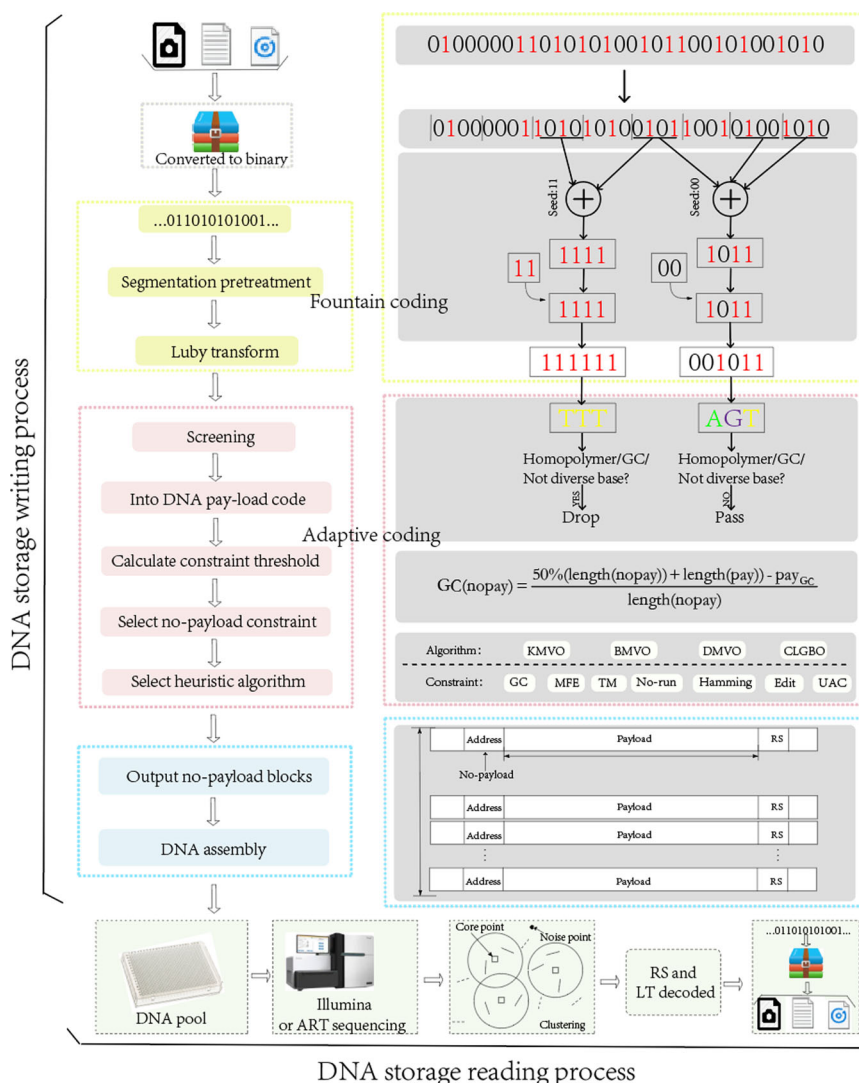 DNA storage writing process
Converted to binary
...011010101001...
Segmentation pretreatment
Luby transform
Fountain coding
01000001101010100101100101001010
01000001101010100101100101001010
Seed:11
Seed:00
1111
1011
11
00
1111
1011
111111
001011
Screening
Into DNA pay-load code
Calculate constraint threshold
Select no-payload constraint
Select heuristic algorithm
Adaptive coding
TTT
AGT
Homopolymer/GC/
Not diverse base?
YES
Drop
Homopolymer/GC/
Not diverse base?
NO
Pass
GC(nopay) = 50%(length(nopay)) + length(pay)) - payGC
length(nopay)
Algorithm: KMVO BMVO DMVO CLGBO
Constraint: GC MFE TM No-run Hamming Edit UAC
Output no-payload blocks
DNA assembly
Address Payload RS
No-payload
Address Payload RS
Address Payload RS
Address Payload RS
DNA pool
Illumina
or ART sequencing
Core point
Noise point
Clustering
RS and
LT decoded
...011010101001...
DNA storage reading process